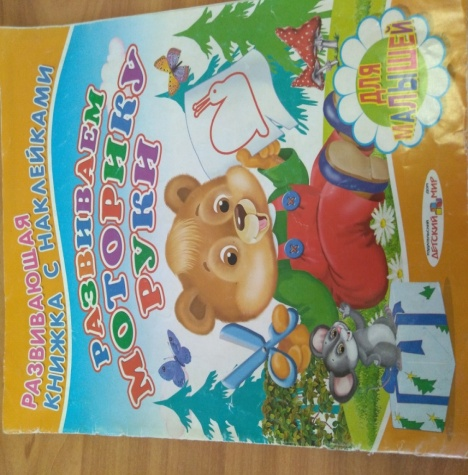 РАЗВИВАЮЩАЯ
КНИЖКА С НАКЛЕЙКАМИ
РАЗВИВАЕМ
МОТОРИКУ
РУКИ
ДЛЯ
МАЛЫШЕЙ
ДЕТСКИЙ МИР